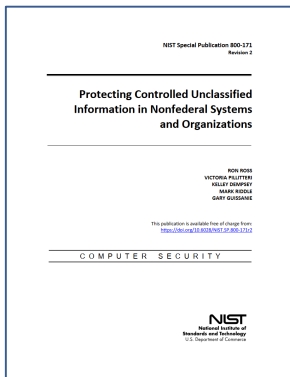 NIST Special Publication 800-171
Revision 2
Protecting Controlled Unclassified
Information in Nonfederal Systems
and Organizations
RON ROSS
VICTORIA PILLITTERI
KELLEY DEMPSEY
MARK RIDDLE
GARY GUISSANIE
This publication is available free of charge from:
https://doi.org/10.6028/NIST.SP.800-171r2
COMPUTER SECURITY
NIST
National Institute of
Standards and Technology
U.S. Department of Commerce